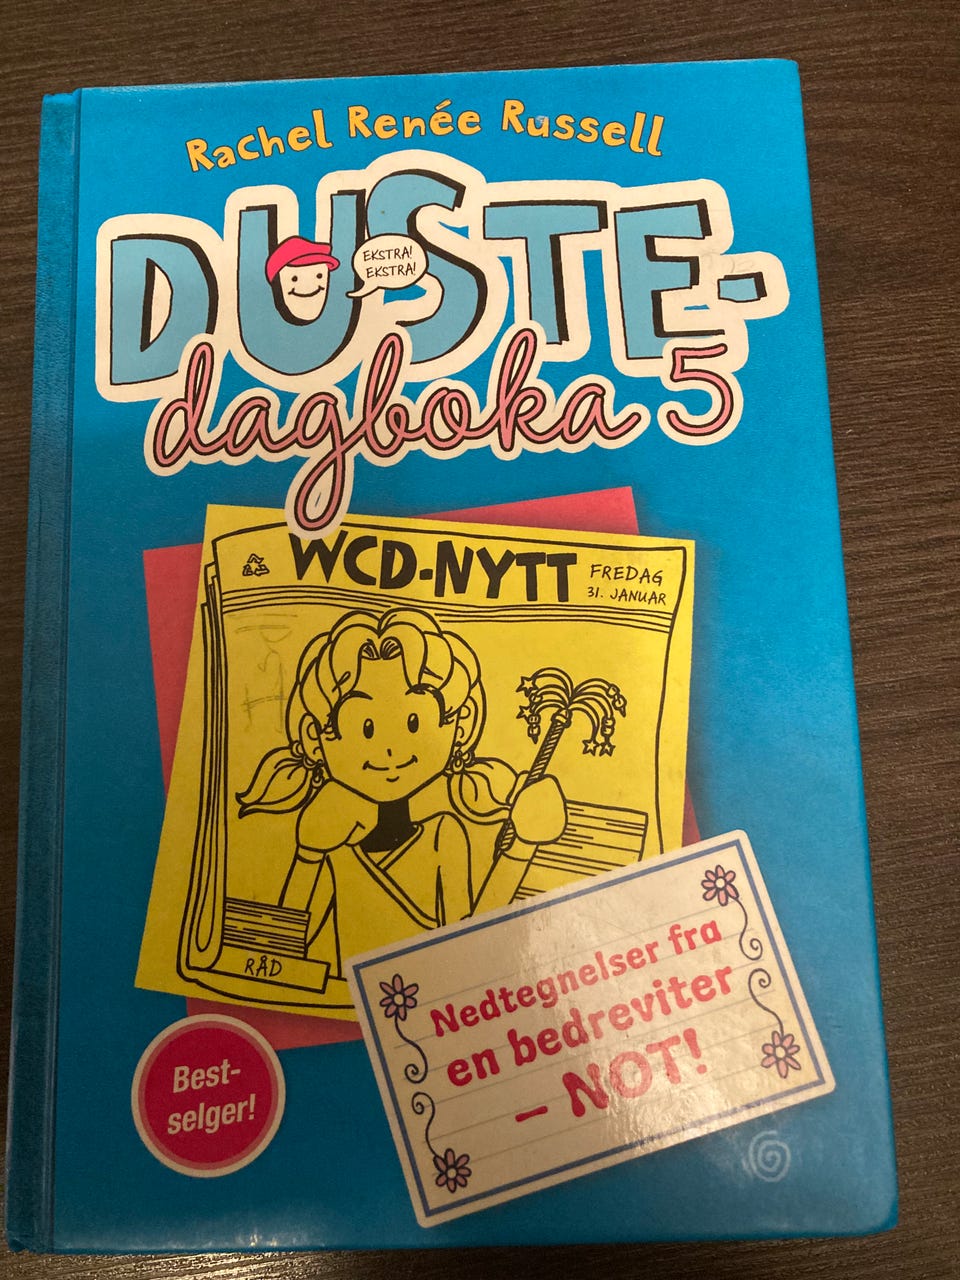 Rachel Renée Russell
DUSTE-
EKSTRA!
EKSTRA!
dagboka 5
WCD-NYTT
FREDAG
31. JANUAR
RÅD
Nedtegnelser fra
en bedreviter
– NOT!
Best-
selger!